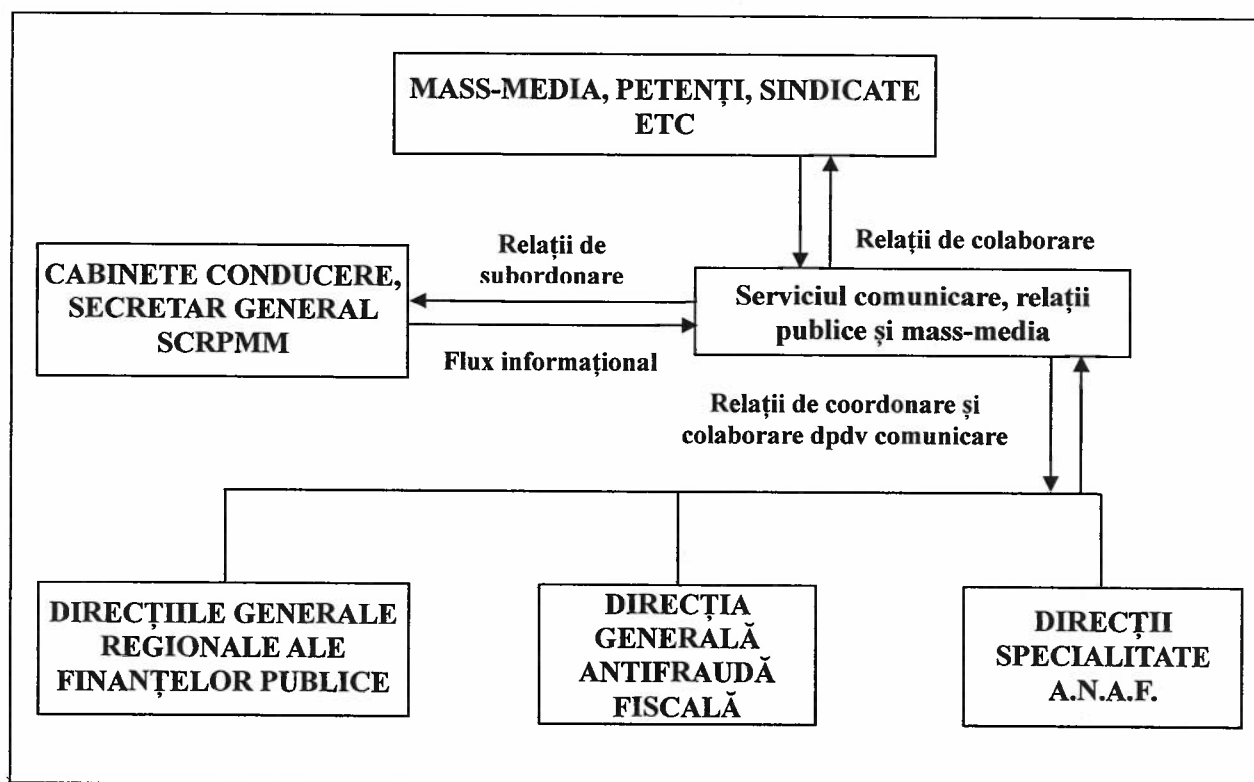 MASS-MEDIA, PETENȚI, SINDICATE
ETC
Relații de
subordonare
Relații de colaborare
CABINETE CONDUCERE,
SECRETAR GENERAL
SCRPMM
Serviciul comunicare, relații
publice și mass-media
Flux informațional
Relații de coordonare și
colaborare dpdv comunicare
DIRECȚIILE GENERALE
REGIONALE ALE
FINANȚELOR PUBLICE
DIRECȚIA
GENERALĂ
ANTIFRAUDĂ
FISCALĂ
DIRECȚII
SPECIALITATE
A.N.A.F.